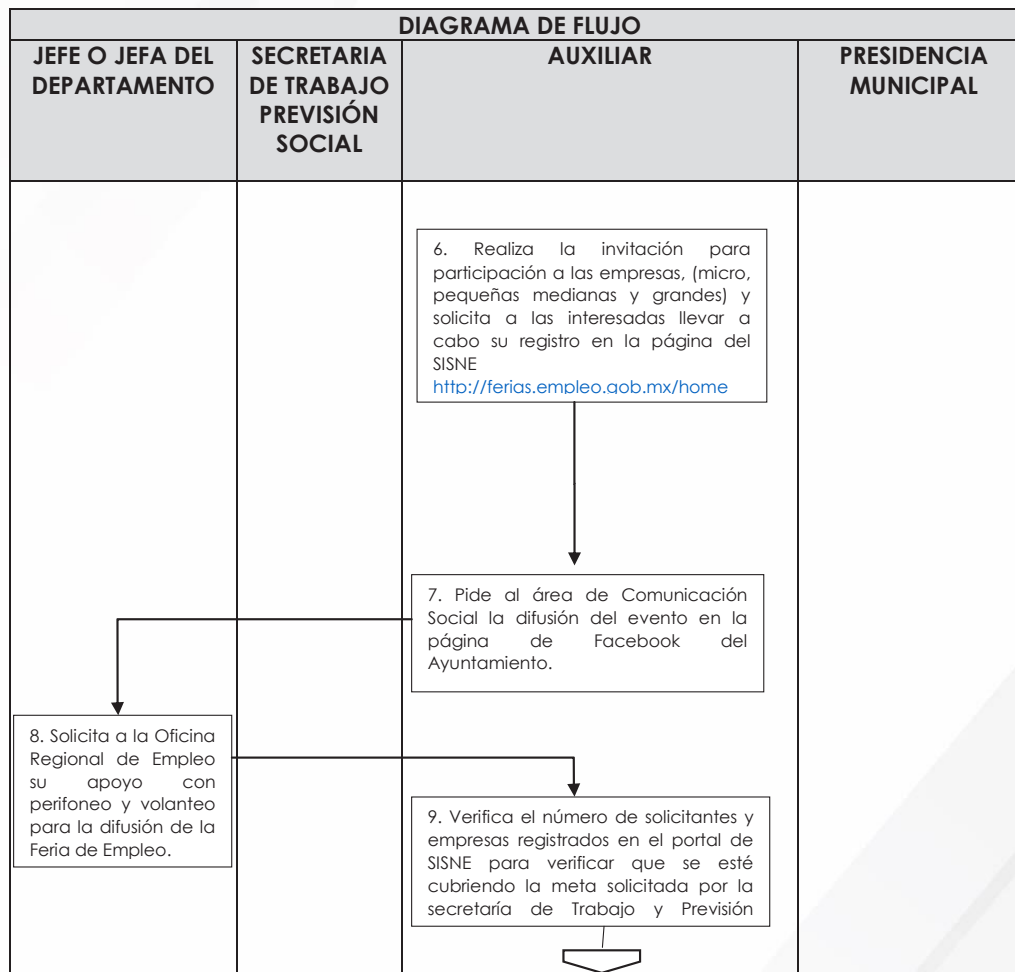 DIAGRAMA DE FLUJO
JEFE O JEFA DEL
DEPARTAMENTO
SECRETARIA
DE TRABAJO
PREVISIÓN
SOCIAL
AUXILIAR
PRESIDENCIA
MUNICIPAL
6. Realiza la invitación para
participación a las empresas, (micro,
pequeñas medianas y grandes) y
solicita a las interesadas llevar a
cabo su registro en la página del
SISNE
http://ferias.empleo.gob.mx/home
7. Pide al área de Comunicación
Social la difusión del evento en la
página de Facebook del
Ayuntamiento.
8. Solicita a la Oficina
Regional de Empleo
su apoyo con
perifoneo y volanteo
para la difusión de la
Feria de Empleo.
9. Verifica el número de solicitantes y
empresas registrados en el portal de
SISNE para verificar que se esté
cubriendo la meta solicitada por la
secretaría de Trabajo y Previsión